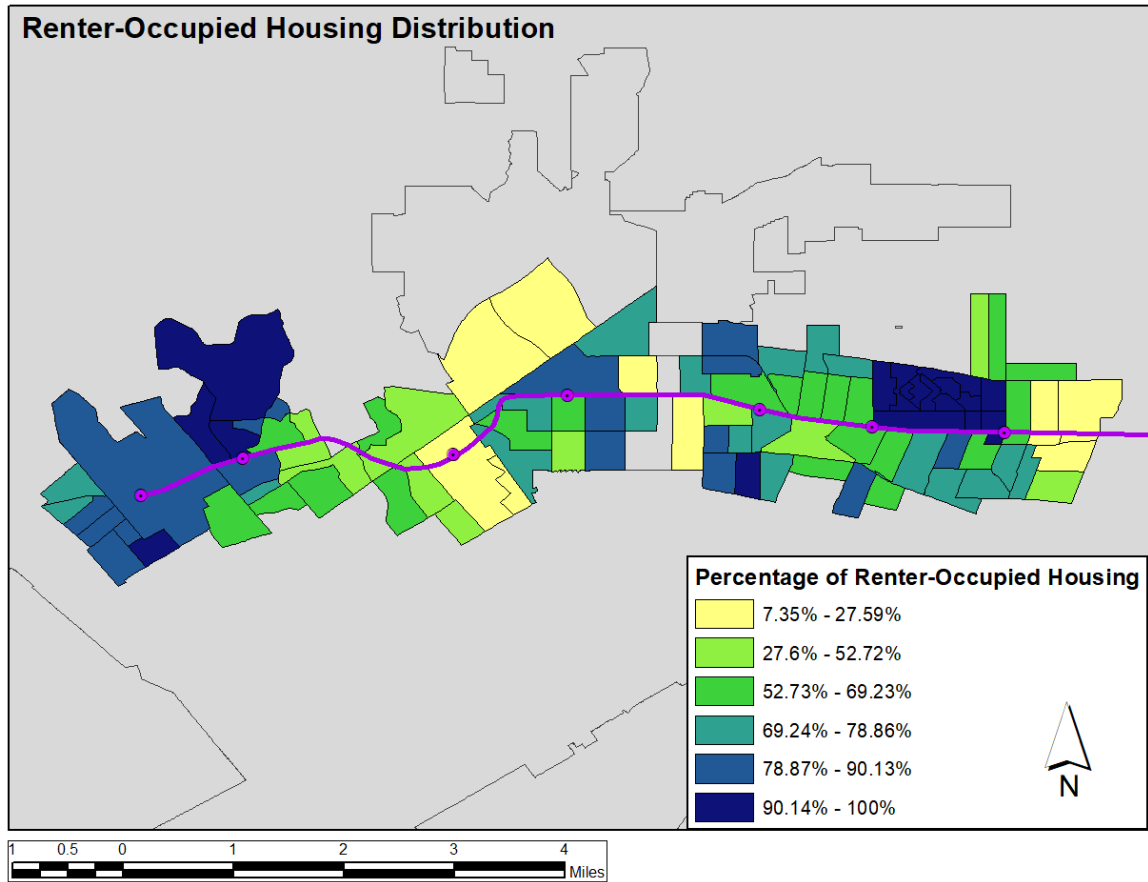 Renter-Occupied Housing Distribution
Percentage of Renter-Occupied Housing
7.35% - 27.59%
27.6% - 52.72%
52.73% - 69.23%
69.24% - 78.86%
78.87% - 90.13%
90.14% - 100%
N
1 0.5 0 1 2 3 4
Miles